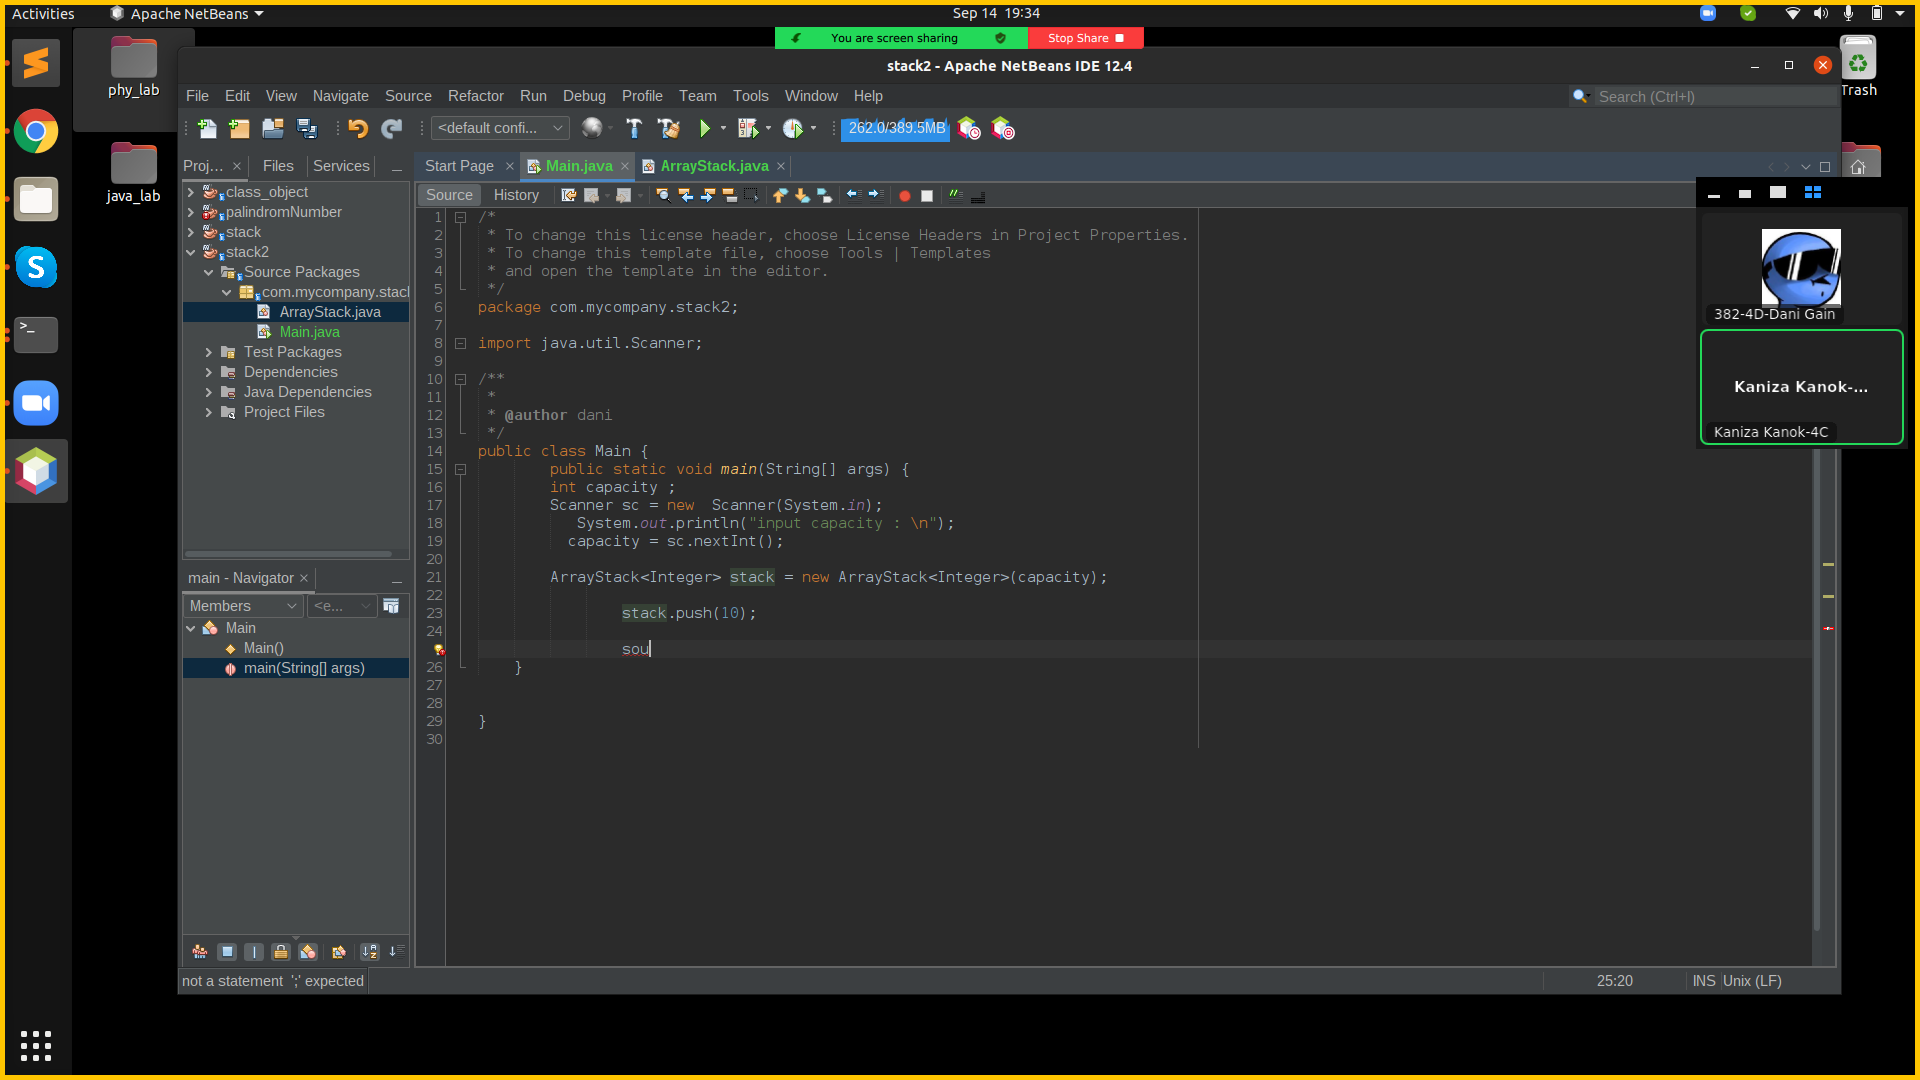 Activities
Apache NetBeans
Sep 14 19:34
You are screen sharing
Stop Share
phy_lab
java_lab
Trash
stack2 - Apache NetBeans IDE 12.4
File Edit View Navigate Source Refactor Run Debug Profile Team Tools Window Help
Search (Ctrl+I)
<default confi...
262.0/389.5MB
Proj... Files Services
Start Page Main.java ArrayStack.java
Source History
class_object
palindromNumber
stack
stack2
Source Packages
com.mycompany.stac
ArrayStack.java
Main.java
Test Packages
Dependencies
Java Dependencies
Project Files
main - Navigator
Members <e...
Main
Main()
main(String[] args)
1 /*
2 * To change this license header, choose License Headers in Project Properties.
3 * To change this template file, choose Tools | Templates
4 * and open the template in the editor.
5 */
6 package com.mycompany.stack2;
7
8 import java.util.Scanner;
9
10 /**
11 *
12 * @author dani
13 */
14 public class Main {
15 public static void main(String[] args) {
16 int capacity ;
17 Scanner sc = new  Scanner(System.in);
18 System.out.println("input capacity : \n");
19 capacity = sc.nextInt();
20
21 ArrayStack<Integer> stack = new ArrayStack<Integer>(capacity);
22
23 stack.push(10);
24
sou
26 }
27
28
29 }
30
382-4D-Dani Gain
Kaniza Kanok-...
Kaniza Kanok-4C
not a statement ';' expected
25:20
INS Unix (LF)